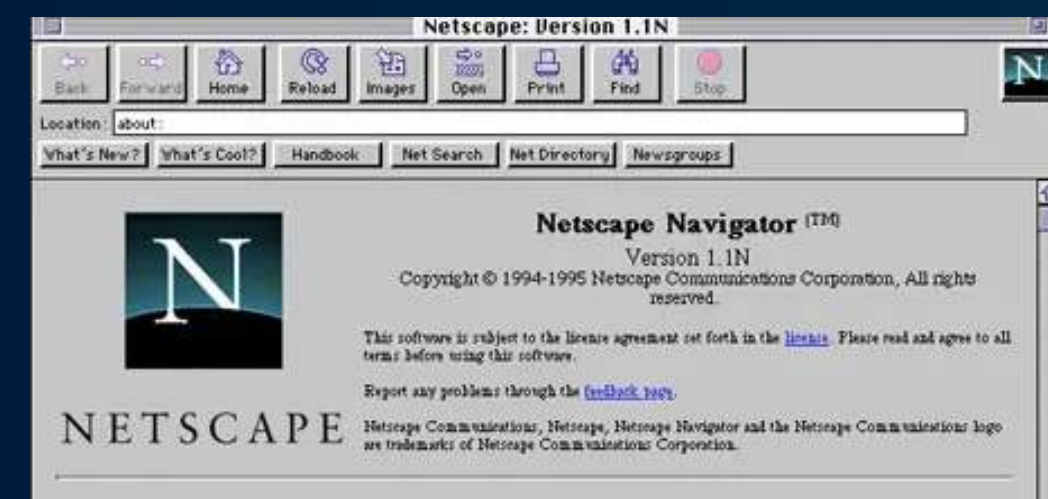 Netscape: Version 1.1N
Back Forward Home Reload Images Open Print Find Stop
N
Location: about:
What's New? What's Cool? Handbook Net Search Net Directory Newsgroups
N
NETSCAPE
Netscape Navigator (TM)
Version 1.1N
Copyright © 1994-1995 Netscape Communications Corporation, All rights
reserved.
This software is subject to the license agreement set forth in the license. Please read and agree to all
terms before using this software.
Report any problems through the feedback page.
Netscape Communications, Netscape, Netscape Navigator and the Netscape Communications logo
are trademarks of Netscape Communications Corporation.